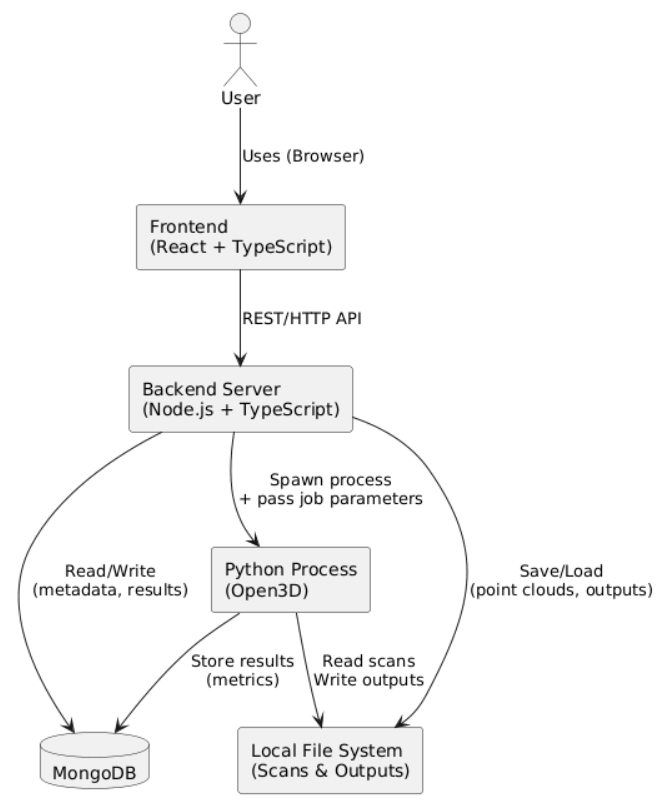 User
Uses (Browser)
Frontend
(React + TypeScript)
REST/HTTP API
Backend Server
(Node.js + TypeScript)
Spawn process
+ pass job parameters
Read/Write
(metadata, results)
Python Process
(Open3D)
Save/Load
(point clouds, outputs)
Store results
(metrics)
Read scans
Write outputs
MongoDB
Local File System
(Scans & Outputs)